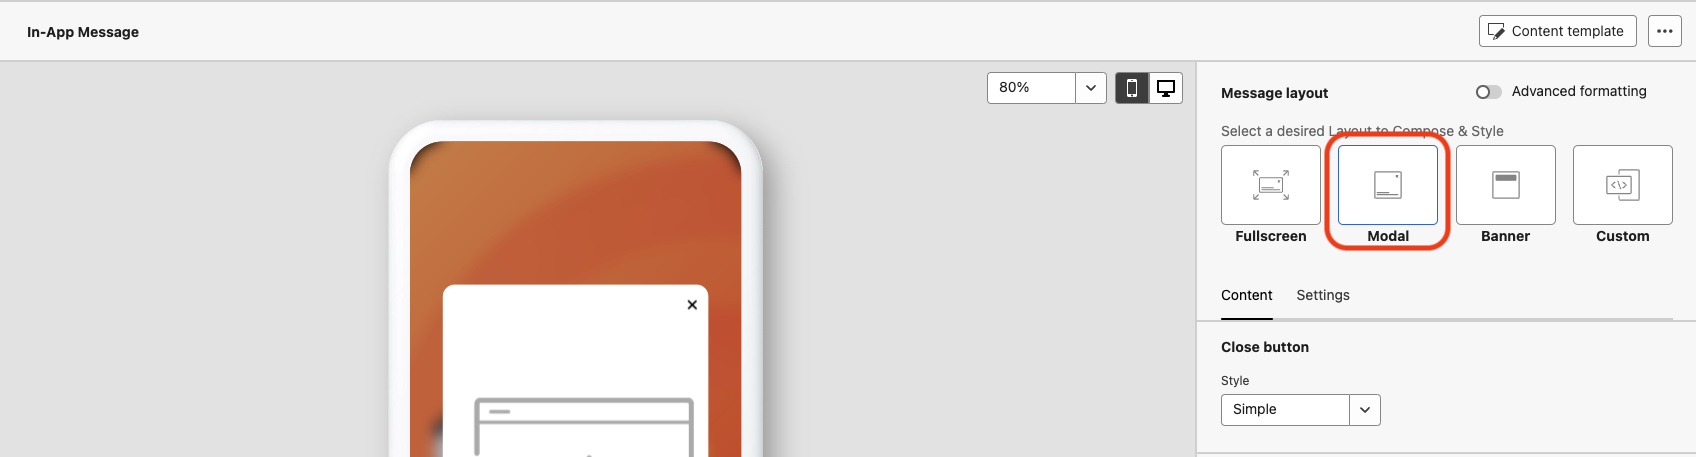 In-App Message
Content template
80%
Message layout
Advanced formatting
Select a desired Layout to Compose & Style
Fullscreen
Modal
Banner
Custom
Content
Settings
Close button
Style
Simple